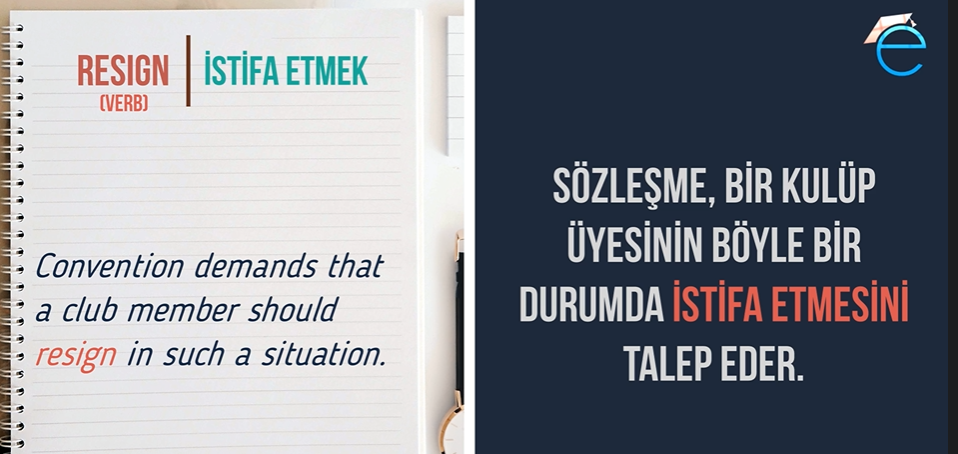 RESIGN
(VERB)
İSTİFA ETMEK
Convention demands that
a club member should
resign in such a situation.
SÖZLEŞME, BİR KULÜP
ÜYESİNİN BÖYLE BİR
DURUMDA İSTİFA ETMESİNİ
TALEP EDER.
e